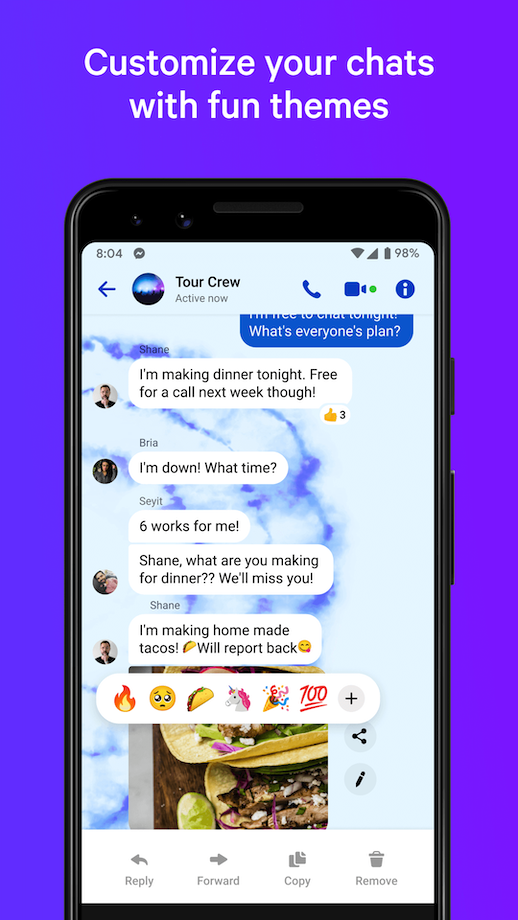 Customize your chats
with fun themes
8:04
98%
Tour Crew
Active now
I'm free to chat tonight!
What's everyone's plan?
Shane
I'm making dinner tonight. Free
for a call next week though!
👍3
Bria
I'm down! What time?
Seyit
6 works for me!
Shane, what are you making
for dinner?? We'll miss you!
Shane
I'm making home made
tacos! 🌮Will report back😋
💯
Reply
Forward
Copy
Remove